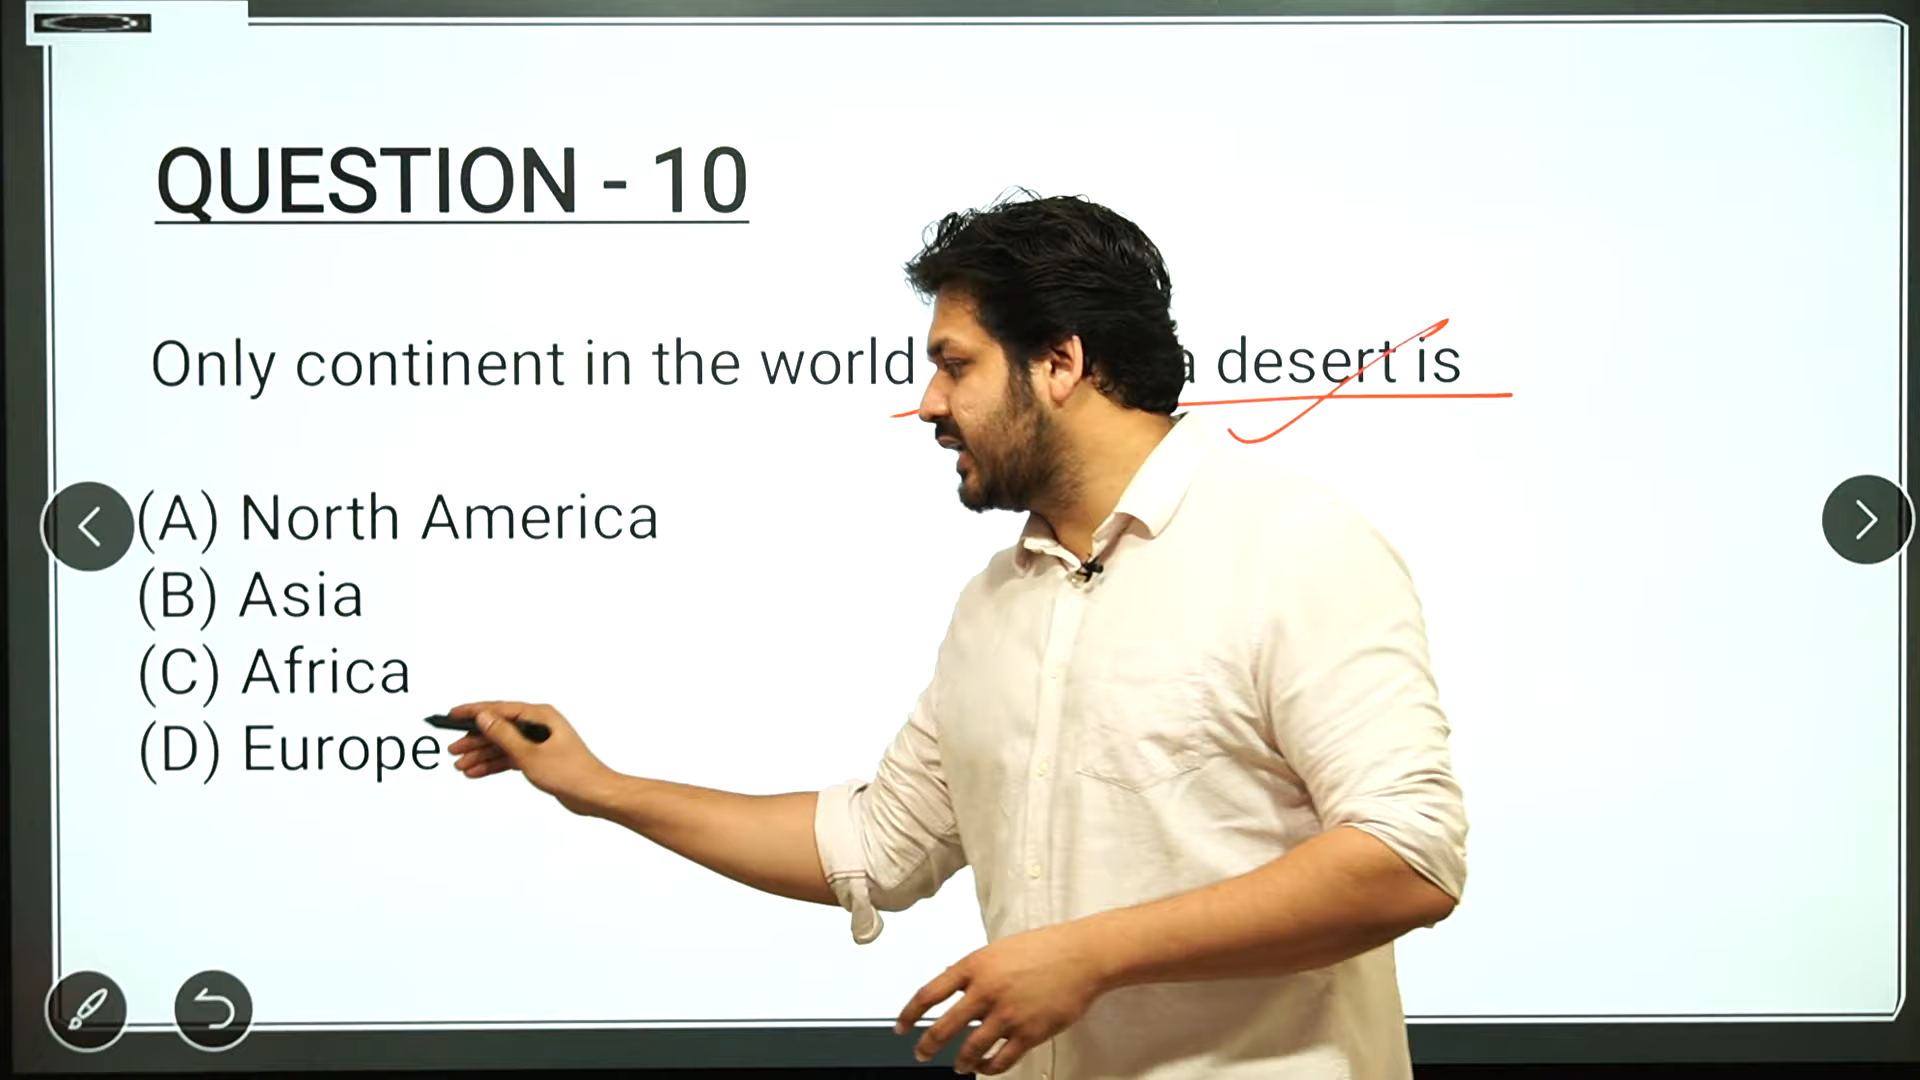 QUESTION - 10
Only continent in the world a desert is
(A) North America
(B) Asia
(C) Africa
(D) Europe